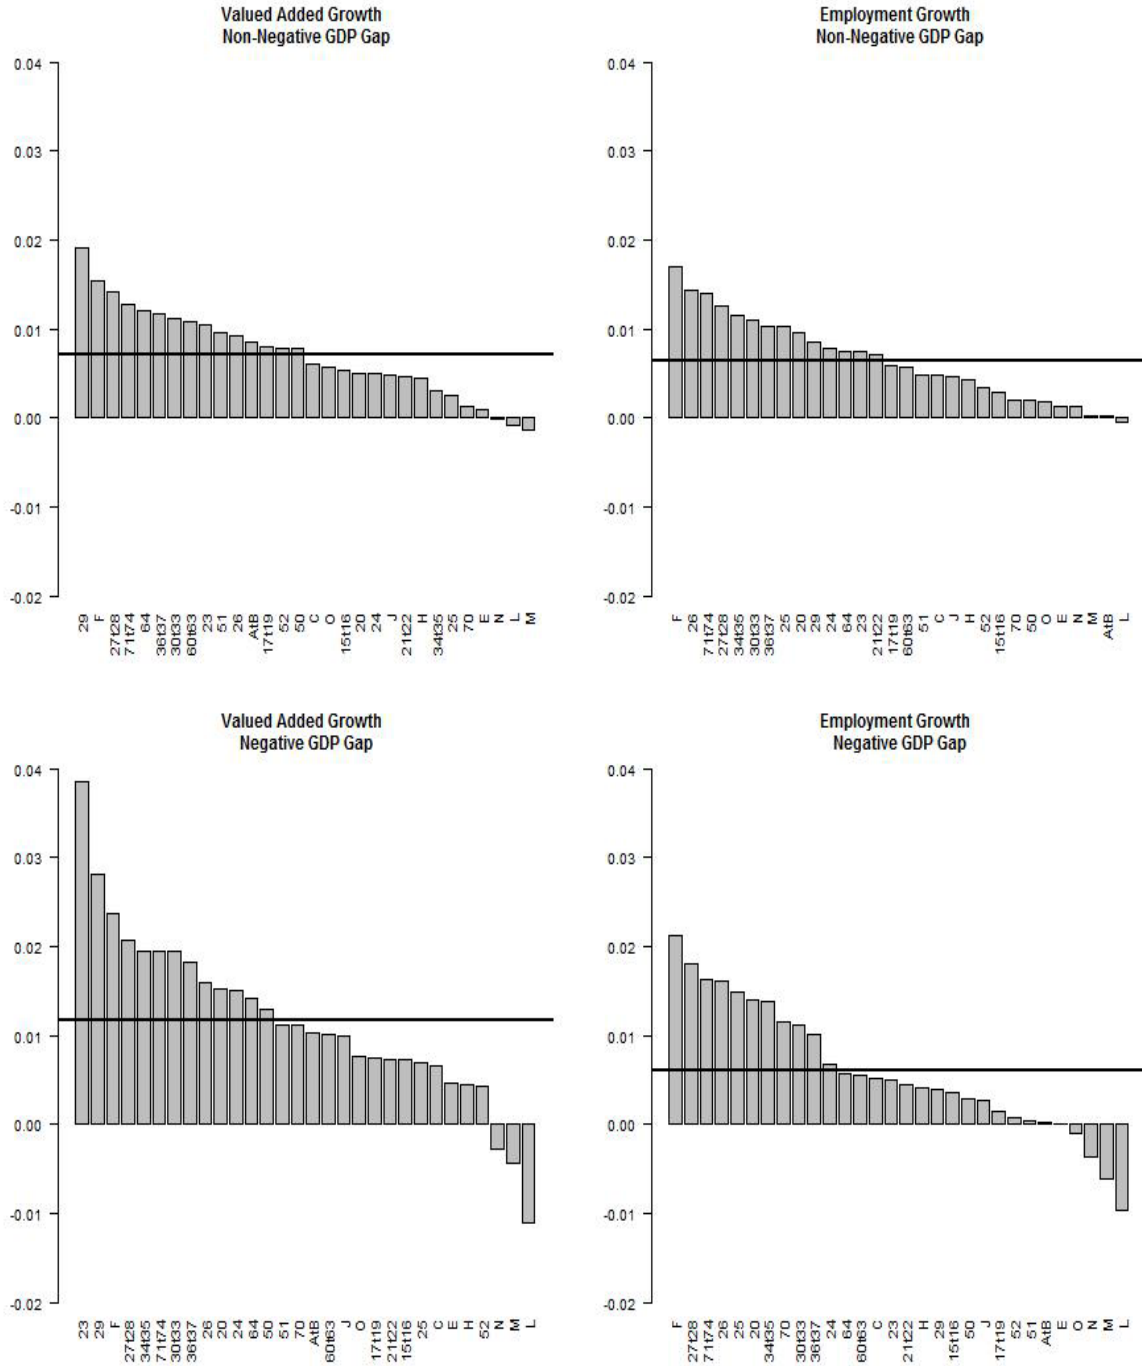 Valued Added Growth
Non-Negative GDP Gap
0.04
0.03
0.02
0.01
0.00
-0.01
-0.02
29 F 27t28 71t74 64 36t37 30t33 60t63 23 51 26 AtB 17t19 52 50 C O 15t16 20 24 J 21t22 H 34t35 25 70 E N L M
Employment Growth
Non-Negative GDP Gap
0.04
0.03
0.02
0.01
0.00
-0.01
-0.02
F 26 71t74 27t28 34t35 30t33 36t37 25 20 29 24 64 23 21t22 17t19 60t63 51 C J H 52 15t16 70 50 O E N M AtB L
Valued Added Growth
Negative GDP Gap
0.04
0.03
0.02
0.01
0.00
-0.01
-0.02
23 29 F 27t28 34t35 71t74 30t33 36t37 26 20 24 64 50 51 70 AtB 60t63 J O 17t19 21t22 15t16 25 C E H 52 N M L
Employment Growth
Negative GDP Gap
0.04
0.03
0.02
0.01
0.00
-0.01
-0.02
F 27t28 71t74 26 25 20 34t35 70 30t33 36t37 24 64 60t63 C 23 21t22 H 29 15t16 50 J 17t19 52 51 AtB E O N M L